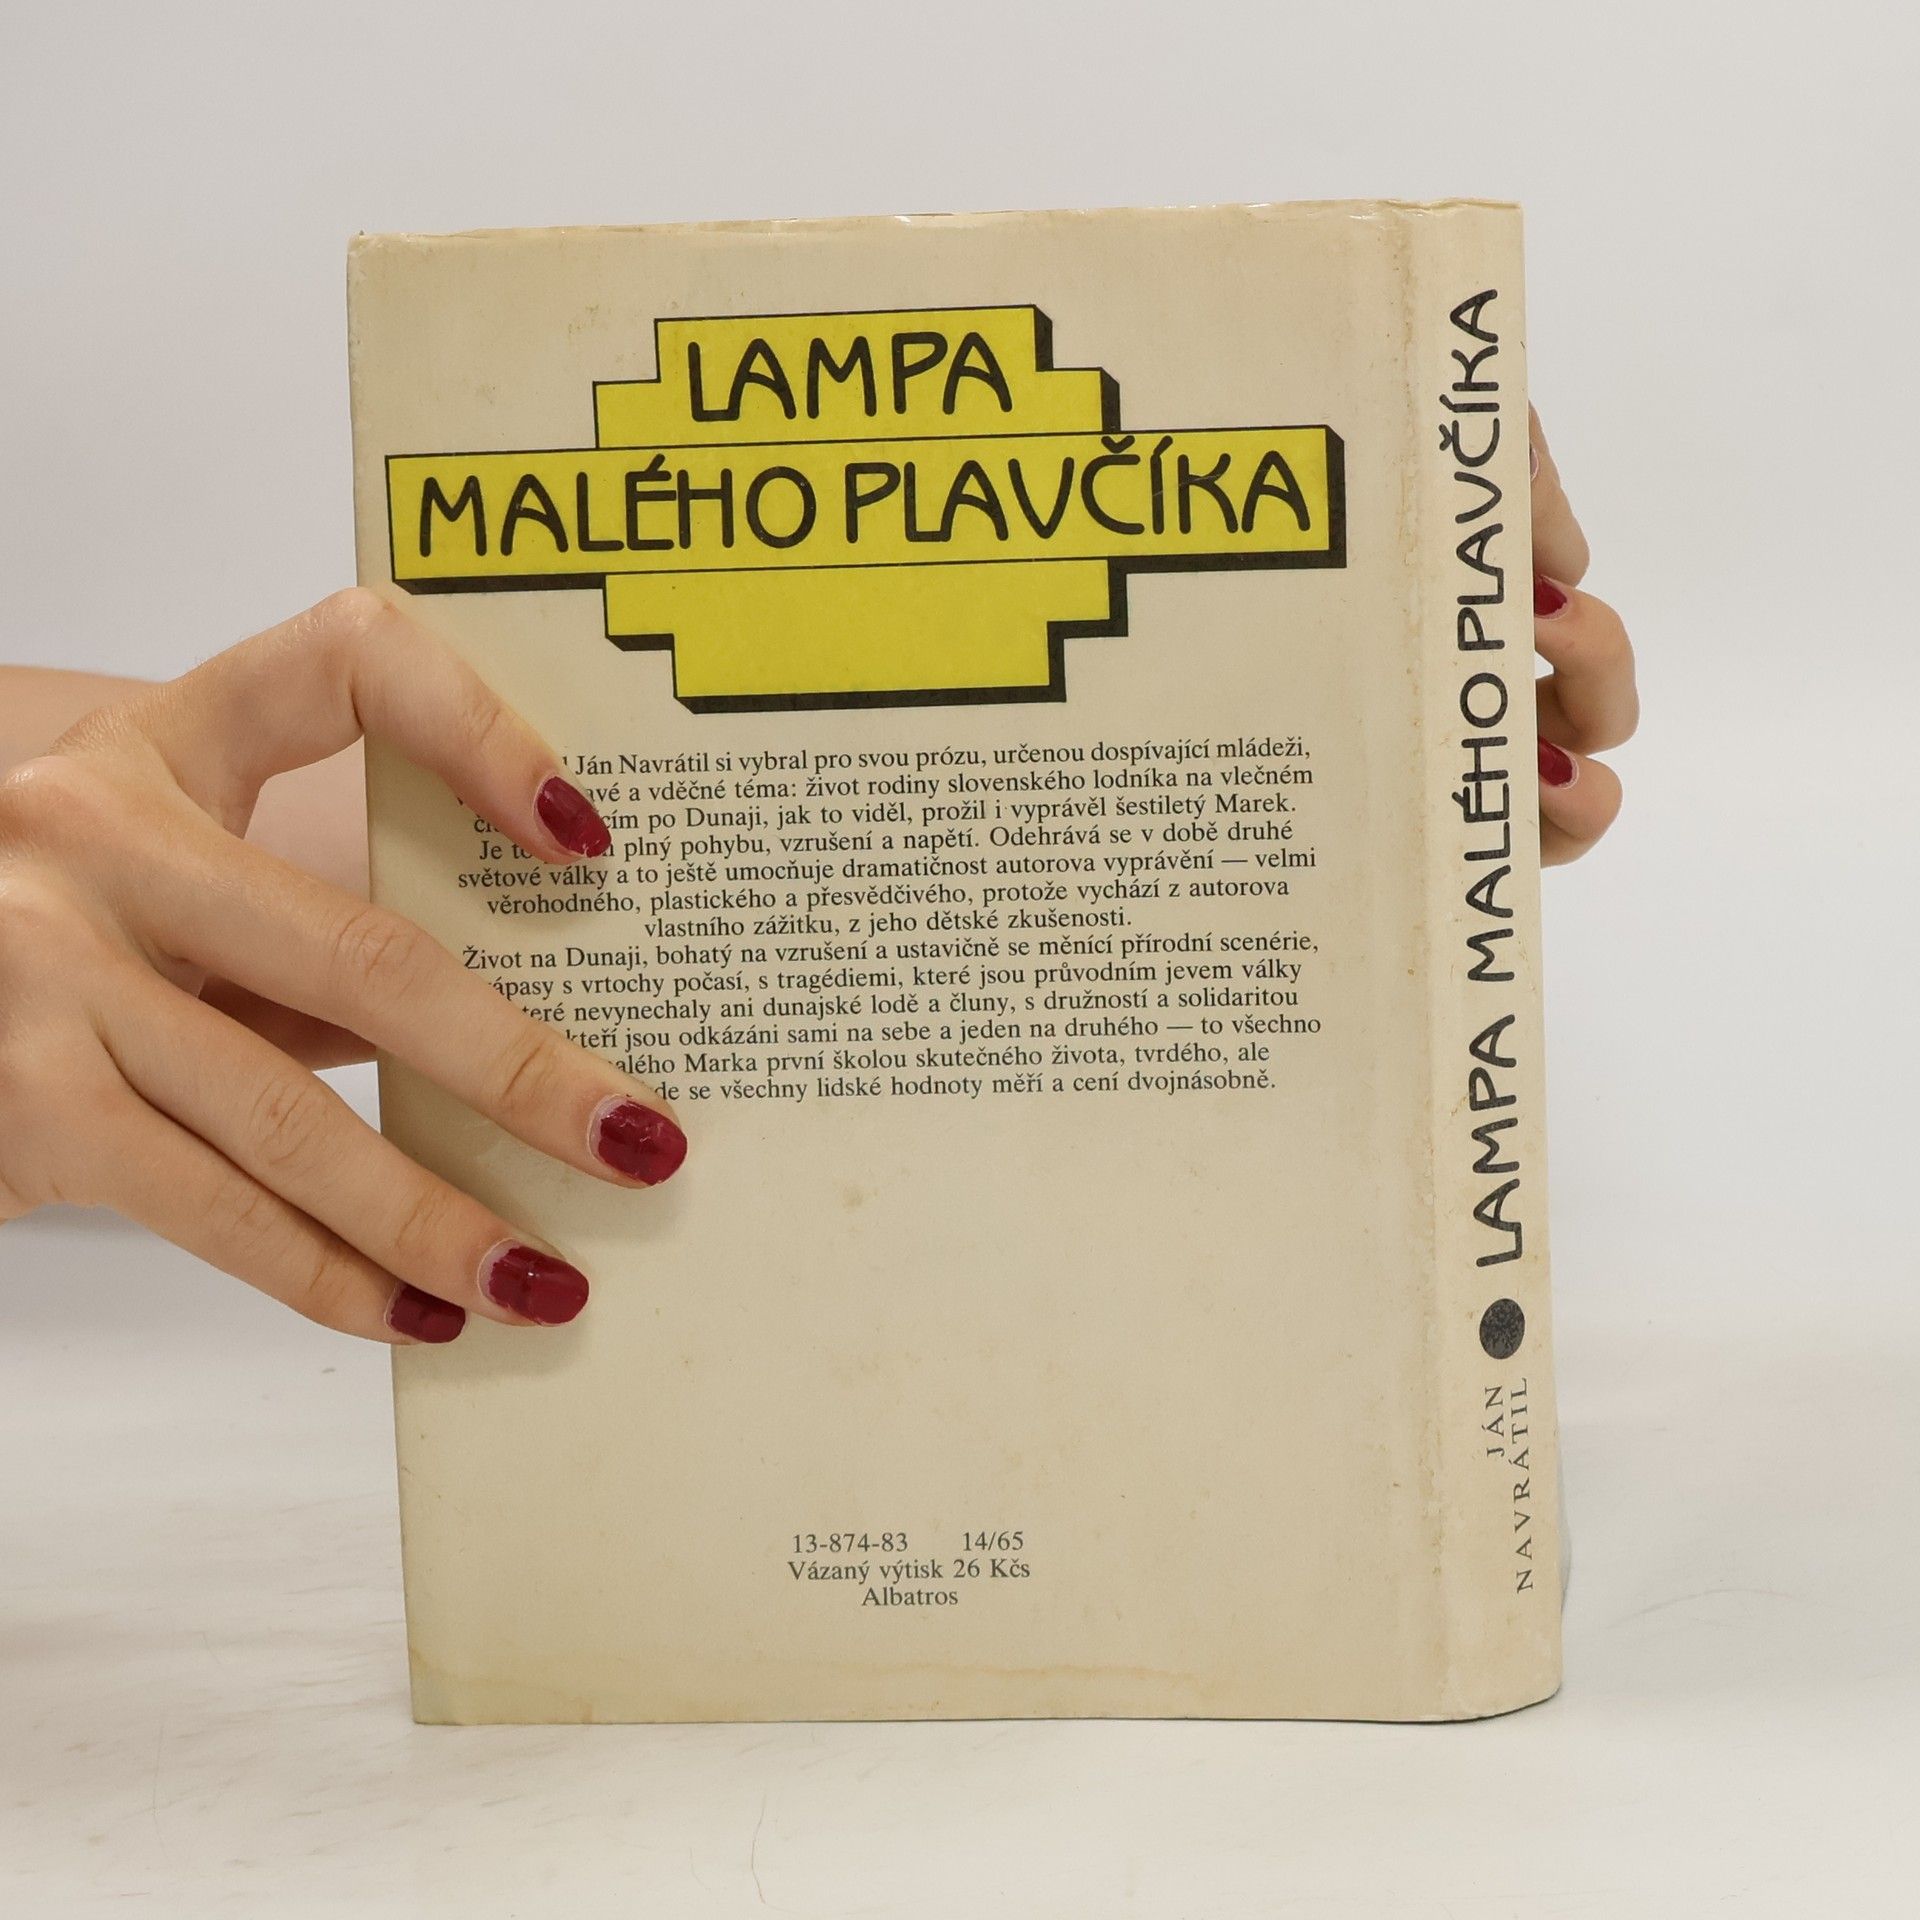 LAMPA
MALÉHO PLAVČÍKA
Ján Navrátil si vybral pro svou prózu, určenou dospívající mládeži,
a vděčné téma: život rodiny slovenského lodníka na vlečném
po Dunaji, jak to viděl, prožil i vyprávěl šestiletý Marek.
Je to plný pohybu, vzrušení a napětí. Odehrává se v době druhé
světové války a to ještě umocňuje dramatičnost autorova vyprávění — velmi
věrohodného, plastického a přesvědčivého, protože vychází z autorova
vlastního zážitku, z jeho dětské zkušenosti.
Život na Dunaji, bohatý na vzrušení a ustavičně se měnící přírodní scenérie,
s vrtochy počasí, s tragédiemi, které jsou průvodním jevem války
nevynechaly ani dunajské lodě a čluny, s družností a solidaritou
kteří jsou odkázáni sami na sebe a jeden na druhého — to všechno
Marka první školou skutečného života, tvrdého, ale
se všechny lidské hodnoty měří a cení dvojnásobně.
13-874-83 14/65
Vázaný výtisk 26 Kčs
Albatros
JÁN
NAVRÁTIL
LAMPA MALÉHO PLAVČÍKA